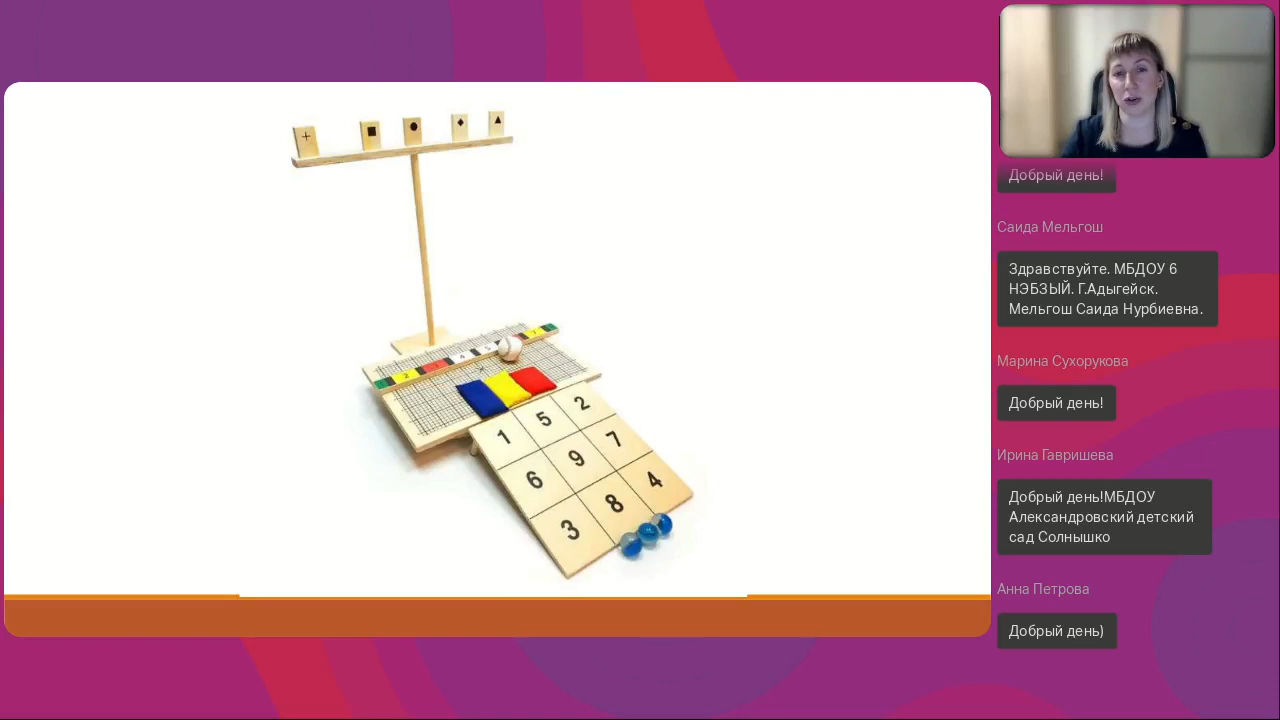 1 5 2
6 9 7
3 8 4
Добрый день!
Саида Мельгош
Здравствуйте. МБДОУ 6
НЭБЗЫЙ. Г.Адыгейск.
Мельгош Саида Нурбиевна.
Марина Сухорукова
Добрый день!
Ирина Гавришева
Добрый день!МБДОУ
Александровский детский
сад Солнышко
Анна Петрова
Добрый день)